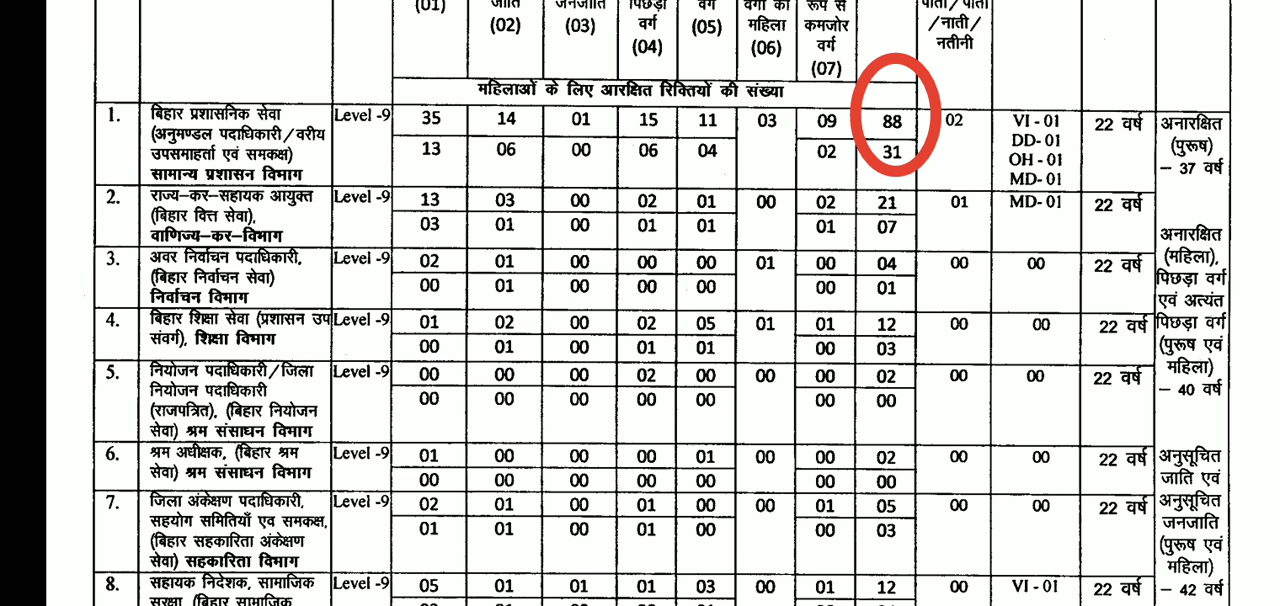 (01) जाति जनजाति पिछड़ा वर्ग वर्गों की रूप से पोता/पोती
(02) (03) वर्ग (05) महिला कमजोर /नाती/
(04) (06) वर्ग नतीनी
(07)
महिलाओं के लिए आरक्षित रिक्तियों की संख्या
1. बिहार प्रशासनिक सेवा Level -9 35 14 01 15 11 03 09 88 02 VI - 01 22 वर्ष अनारक्षित
(अनुमण्डल पदाधिकारी/वरीय DD- 01 (पुरूष)
उपसमाहर्ता एवं समकक्ष) 13 06 00 06 04 02 31 OH - 01 – 37 वर्ष
सामान्य प्रशासन विभाग MD- 01
2. राज्य–कर–सहायक आयुक्त Level -9 13 03 00 02 01 00 02 21 01 MD- 01 22 वर्ष
(बिहार वित्त सेवा), 03 01 00 01 01 01 07
वाणिज्य–कर–विभाग अनारक्षित
3. अवर निर्वाचन पदाधिकारी, Level -9 02 01 00 00 00 01 00 04 00 00 22 वर्ष (महिला),
(बिहार निर्वाचन सेवा) 00 01 00 00 00 00 01 पिछड़ा वर्ग
निर्वाचन विभाग एवं अत्यंत
4. बिहार शिक्षा सेवा (प्रशासन उप Level -9 01 02 00 02 05 01 01 12 00 00 22 वर्ष पिछड़ा वर्ग
संवर्ग), शिक्षा विभाग 00 01 00 01 01 00 03 (पुरूष एवं
5. नियोजन पदाधिकारी/जिला Level -9 00 00 00 02 00 00 00 02 00 00 22 वर्ष महिला)
नियोजन पदाधिकारी – 40 वर्ष
(राजपत्रित), (बिहार नियोजन 00 00 00 00 00 00 00
सेवा) श्रम संसाधन विभाग
6. श्रम अधीक्षक, (बिहार श्रम Level -9 01 00 00 00 01 00 00 02 00 00 22 वर्ष अनुसूचित
सेवा) श्रम संसाधन विभाग 00 00 00 00 00 00 00 जाति एवं
7. जिला अंकेक्षण पदाधिकारी, Level -9 02 01 00 01 00 00 01 05 00 00 22 वर्ष अनुसूचित
सहयोग समितियाँ एव समकक्ष, 01 01 00 01 00 00 03 जनजाति
(बिहार सहकारिता अंकेक्षण (पुरूष एवं
सेवा) सहकारिता विभाग महिला)
8. सहायक निदेशक, सामाजिक Level -9 05 01 01 01 03 00 01 12 00 VI - 01 22 वर्ष – 42 वर्ष
सुरक्षा (बिहार सामाजिक